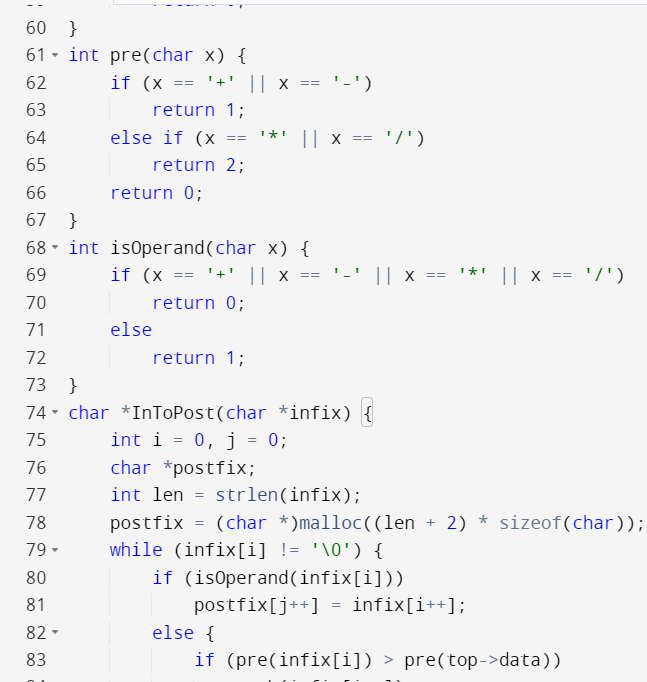 60 }
61 int pre(char x) {
62 if (x == '+' || x == '-')
63 return 1;
64 else if (x == '*' || x == '/')
65 return 2;
66 return 0;
67 }
68 int isOperand(char x) {
69 if (x == '+' || x == '-' || x == '*' || x == '/')
70 return 0;
71 else
72 return 1;
73 }
74 char *InToPost(char *infix) {
75 int i = 0, j = 0;
76 char *postfix;
77 int len = strlen(infix);
78 postfix = (char *)malloc((len + 2) * sizeof(char));
79 while (infix[i] != '\0') {
80 if (isOperand(infix[i]))
81 postfix[j++] = infix[i++];
82 else {
83 if (pre(infix[i]) > pre(top->data))